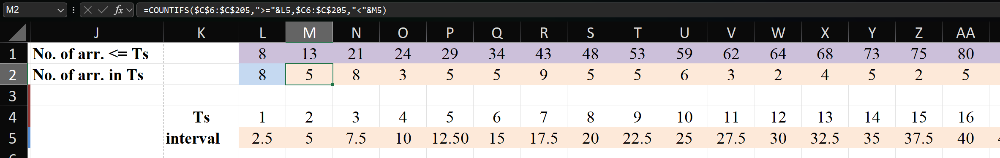 M2 fx =COUNTIFS($C$6:$C$205,">="&L5,$C6:$C$205,"<"&M5)
J K L M N O P Q R S T U V W X Y Z AA
1 No. of arr. <= Ts 8 13 21 24 29 34 43 48 53 59 62 64 68 73 75 80
2 No. of arr. in Ts 8 5 8 3 5 5 9 5 5 6 3 2 4 5 2 5
3
4 Ts 1 2 3 4 5 6 7 8 9 10 11 12 13 14 15 16
5 interval 2.5 5 7.5 10 12.50 15 17.5 20 22.5 25 27.5 30 32.5 35 37.5 40